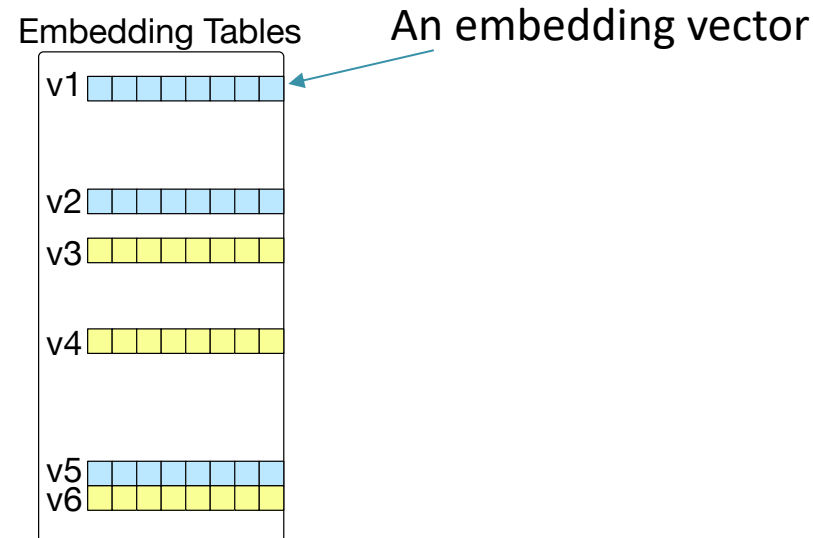 Embedding Tables
An embedding vector
v1
v2
v3
v4
v5
v6